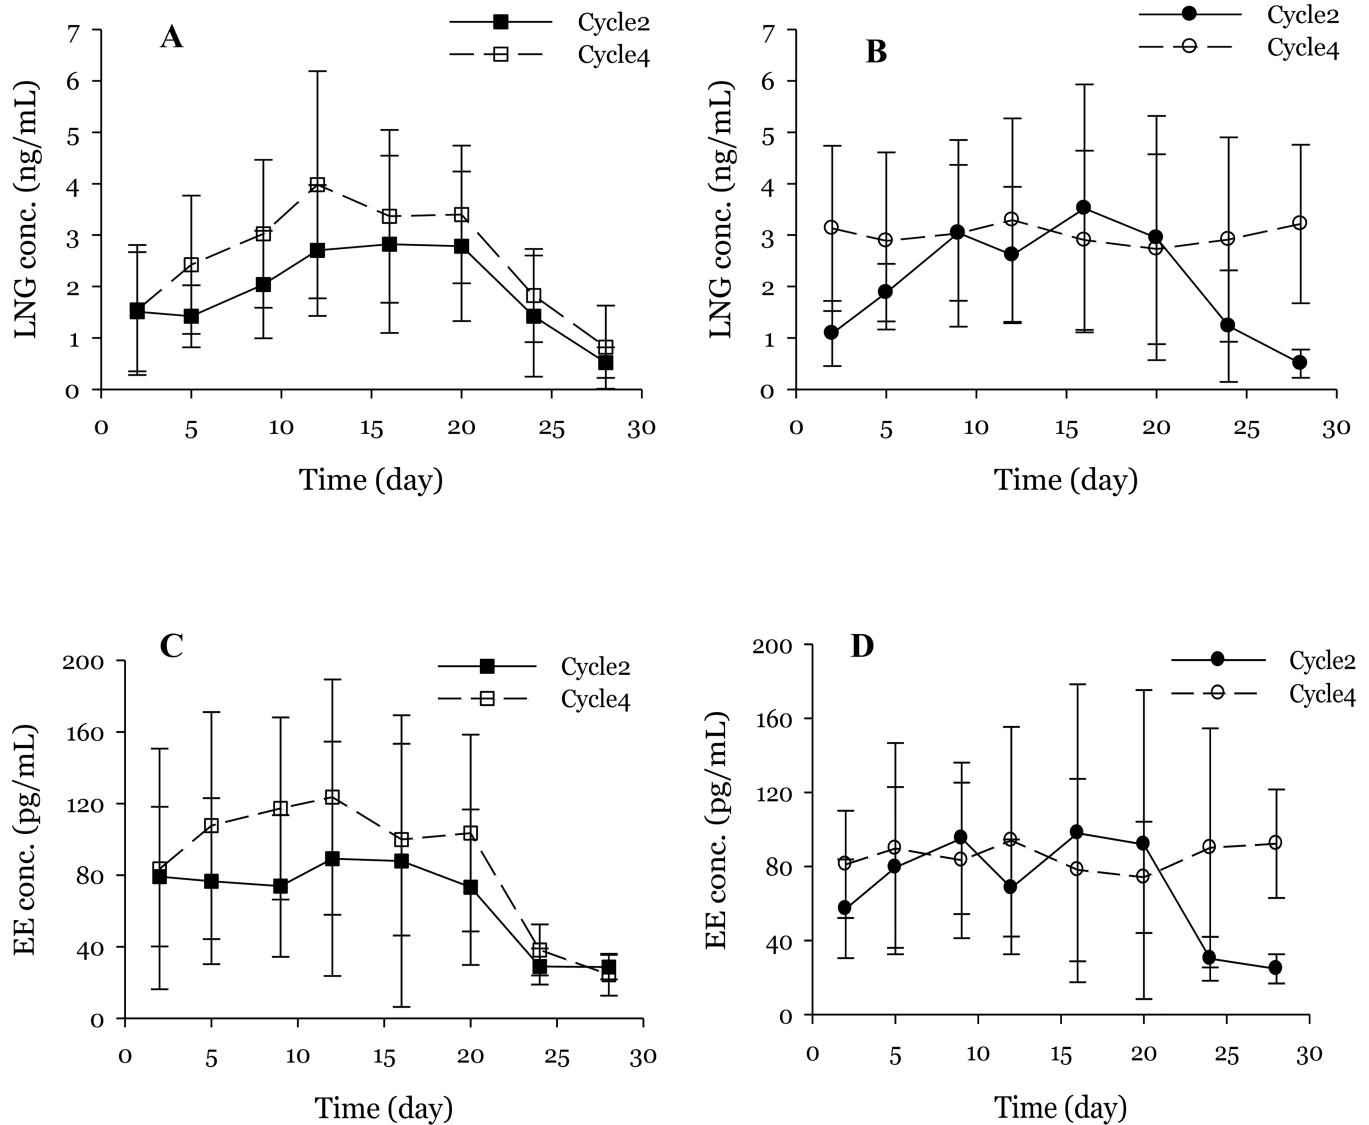 A
Cycle2
Cycle4
LNG conc. (ng/mL)
7
6
5
4
3
2
1
0
0 5 10 15 20 25 30
Time (day)
B
Cycle2
Cycle4
LNG conc. (ng/mL)
7
6
5
4
3
2
1
0
0 5 10 15 20 25 30
Time (day)
C
Cycle2
Cycle4
EE conc. (pg/mL)
200
160
120
80
40
0
0 5 10 15 20 25 30
Time (day)
D
Cycle2
Cycle4
EE conc. (pg/mL)
200
160
120
80
40
0
0 5 10 15 20 25 30
Time (day)